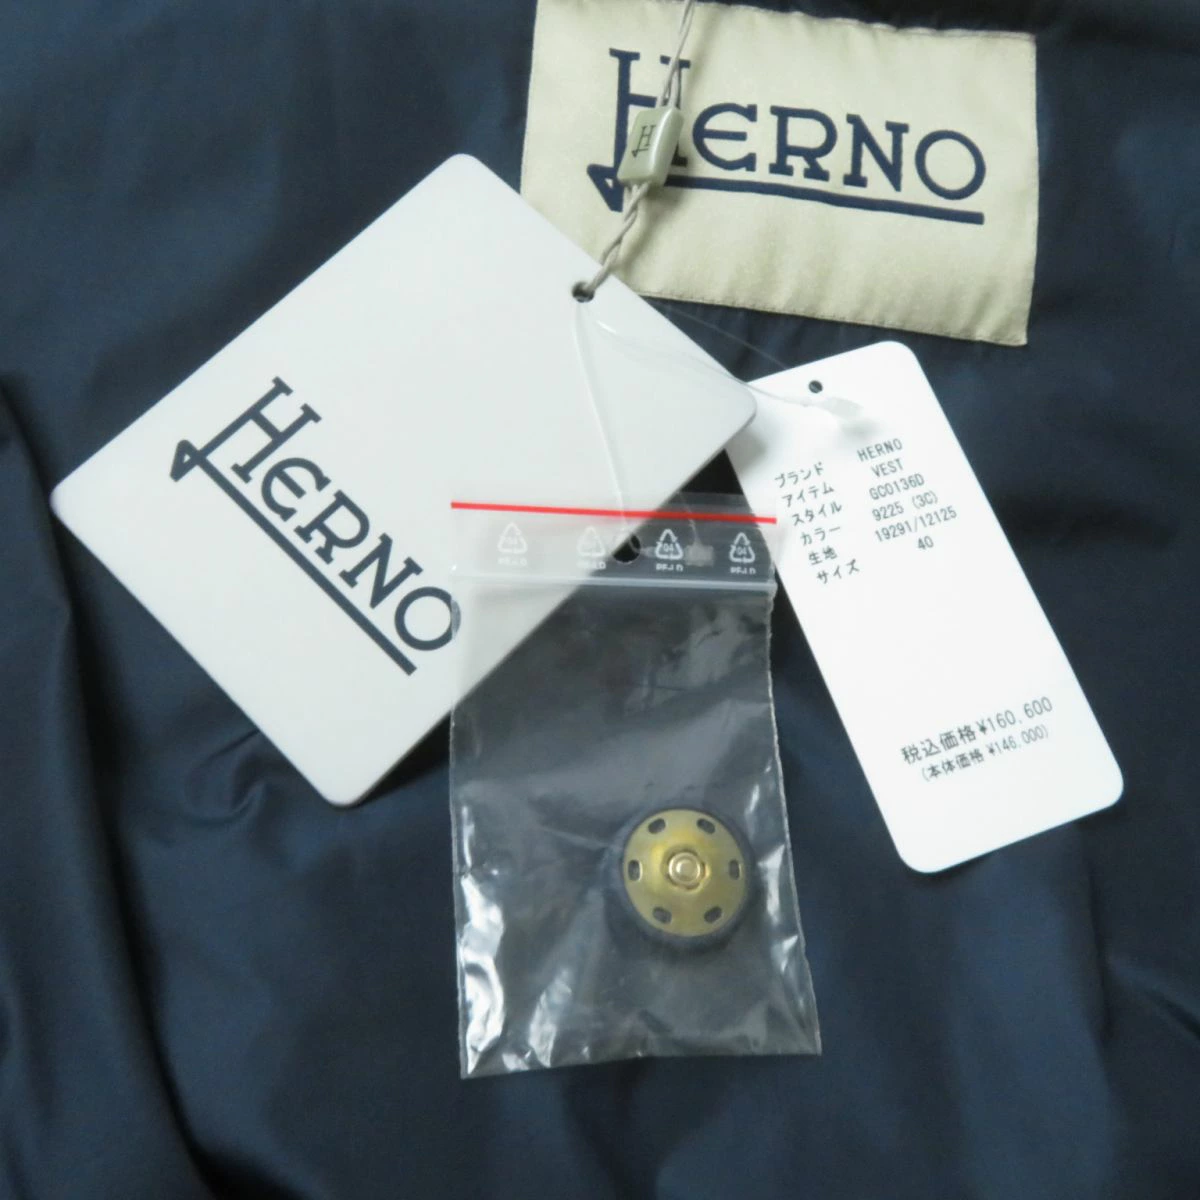 HERNO
H
HERNO
ブランド HERNO
アイテム VEST
スタイル GC0136D
カラー 9225 (3C)
生地 19291/12125
サイズ 40
税込価格 ¥160,600
(本体価格 ¥146,000)
04 04 04 04
PE-LD PE-LD PE-LD PE-LD